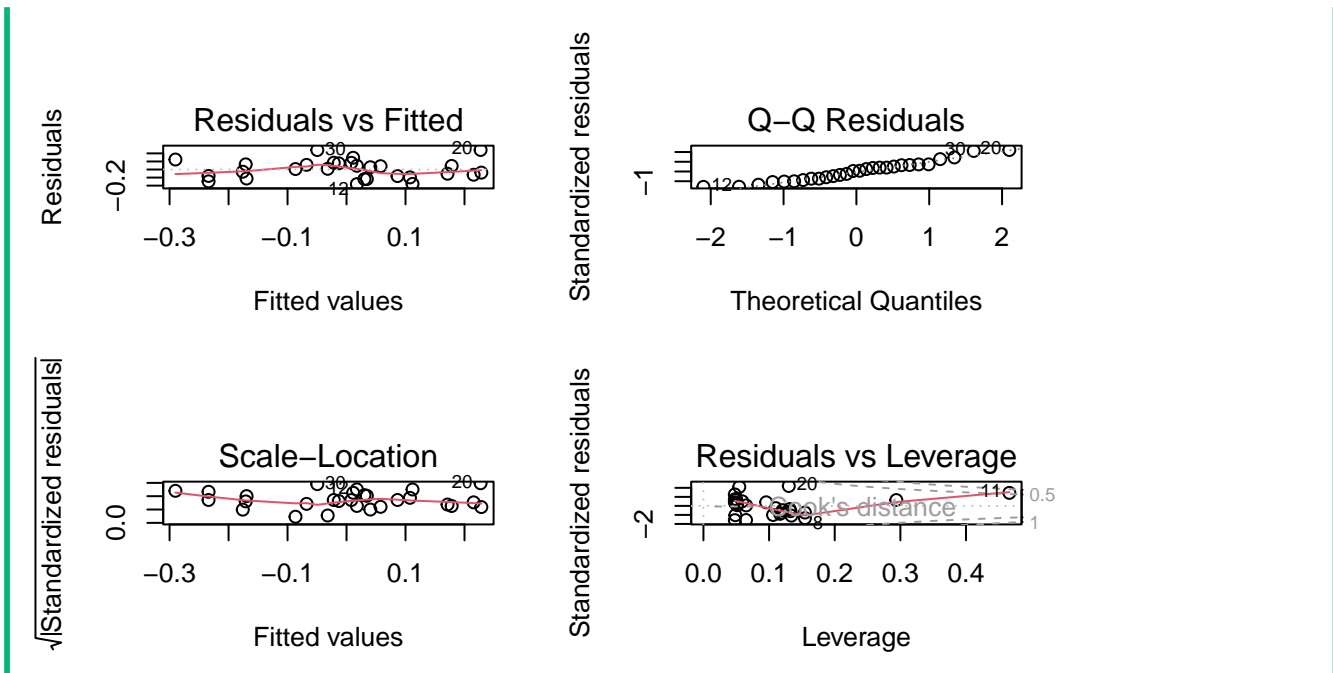 Residuals vs Fitted
Residuals
−0.2
30
20
12
−0.3 −0.1 0.1
Fitted values
Q−Q Residuals
Standardized residuals
−1
12
30 20
−2 −1 0 1 2
Theoretical Quantiles
Scale−Location
√|Standardized residuals|
0.0
30
20
−0.3 −0.1 0.1
Fitted values
Residuals vs Leverage
Standardized residuals
−2
20
11
8
Cook's distance
0.5
1
0.0 0.1 0.2 0.3 0.4
Leverage